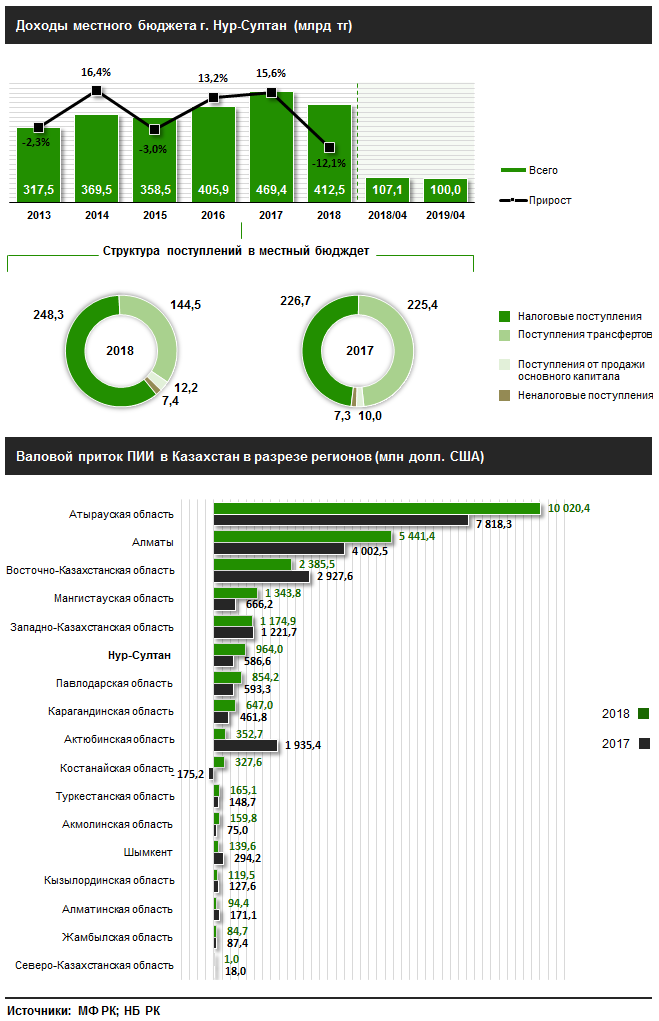 Доходы местного бюджета г. Нур-Султан (млрд тг)
16,4%
13,2%
15,6%
-2,3%
-3,0%
-12,1%
317,5
369,5
358,5
405,9
469,4
412,5
107,1
100,0
2013
2014
2015
2016
2017
2018
2018/04
2019/04
Всего
Прирост
Структура поступлений в местный бюдждет
248,3
144,5
2018
12,2
7,4
226,7
225,4
2017
7,3
10,0
Налоговые поступления
Поступления трансфертов
Поступления от продажи
основного капитала
Неналоговые поступления
Валовой приток ПИИ в Казахстан в разрезе регионов (млн долл. США)
Атырауская область
10 020,4
7 818,3
Алматы
5 441,4
4 002,5
Восточно-Казахстанская область
2 385,5
2 927,6
Мангистауская область
1 343,8
666,2
Западно-Казахстанская область
1 174,9
1 221,7
Нур-Султан
964,0
586,6
Павлодарская область
854,2
593,3
Карагандинская область
647,0
461,8
Актюбинская область
352,7
1 935,4
Костанайская область
327,6
- 175,2
Туркестанская область
165,1
148,7
Акмолинская область
159,8
75,0
Шымкент
139,6
294,2
Кызылординская область
119,5
127,6
Алматинская область
94,4
171,1
Жамбылская область
84,7
87,4
Северо-Казахстанская область
1,0
18,0
2018
2017
Источники: МФ РК; НБ РК